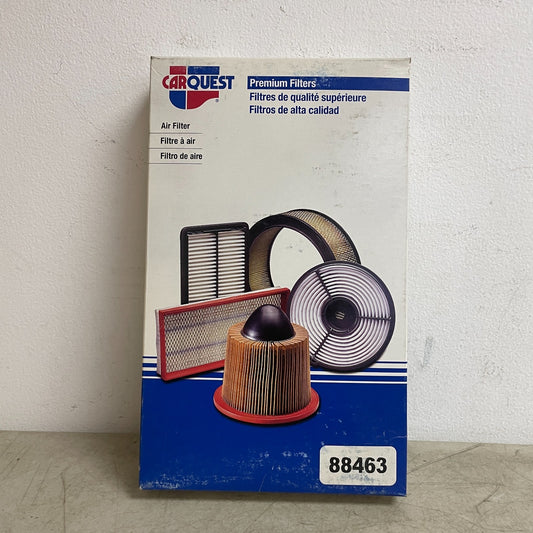 CARQUEST
Premium Filters
Filtres de qualité supérieure
Filtros de alta calidad
Air Filter
Filtre à air
Filtro de aire
88463